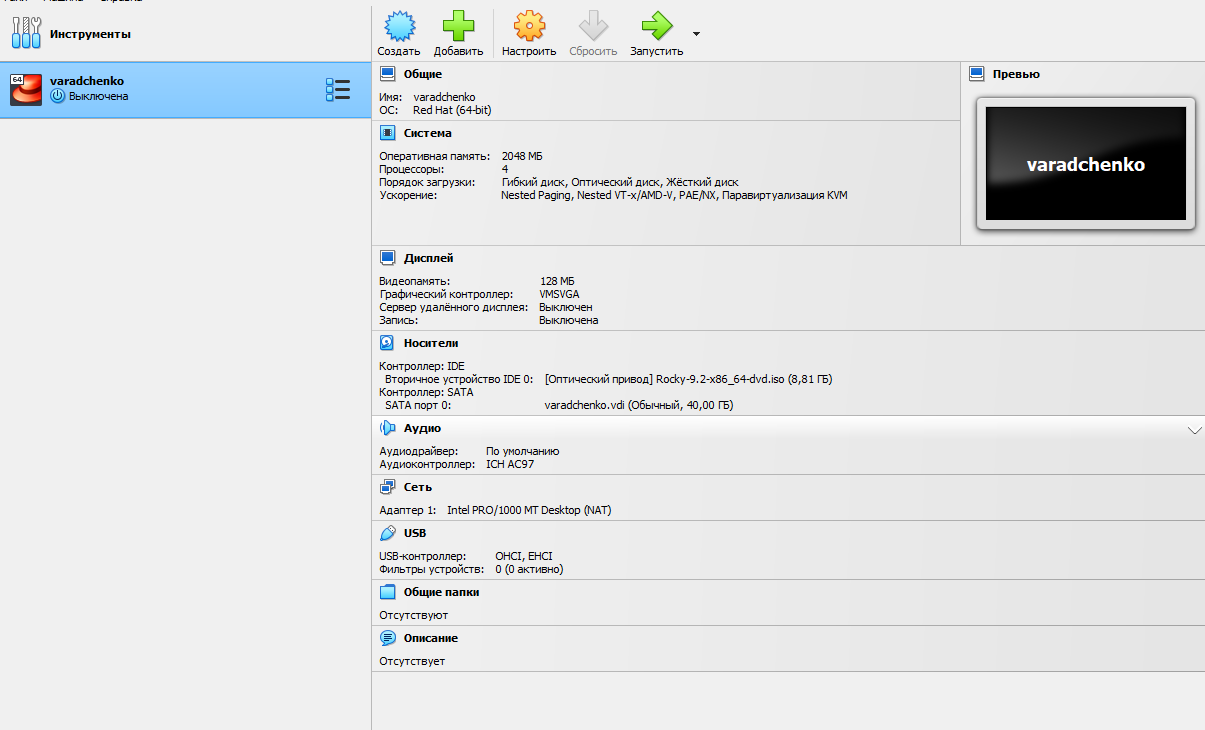 Инструменты
Создать Добавить Настроить Сбросить Запустить
64
varadchenko
Выключена
Общие
Имя: varadchenko
ОС: Red Hat (64-bit)
Превью
varadchenko
Система
Оперативная память: 2048 МБ
Процессоры: 4
Порядок загрузки: Гибкий диск, Оптический диск, Жёсткий диск
Ускорение: Nested Paging, Nested VT-x/AMD-V, PAE/NX, Паравиртуализация KVM
Дисплей
Видеопамять: 128 МБ
Графический контроллер: VMSVGA
Сервер удалённого дисплея: Выключен
Запись: Выключена
Носители
Контроллер: IDE
Вторичное устройство IDE 0: [Оптический привод] Rocky-9.2-x86_64-dvd.iso (8,81 ГБ)
Контроллер: SATA
SATA порт 0: varadchenko.vdi (Обычный, 40,00 ГБ)
Аудио
Аудиодрайвер: По умолчанию
Аудиоконтроллер: ICH AC97
Сеть
Адаптер 1: Intel PRO/1000 MT Desktop (NAT)
USB
USB-контроллер: OHCI, EHCI
Фильтры устройств: 0 (0 активно)
Общие папки
Отсутствуют
Описание
Отсутствует